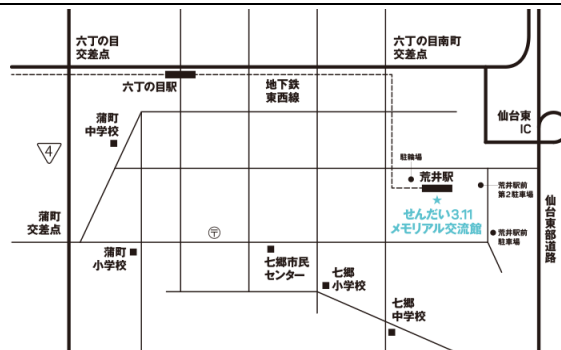 六丁の目
交差点
六丁の目南町
交差点
六丁の目駅
地下鉄
東西線
仙台東
IC
蒲町
中学校
4
駐輪場
荒井駅
荒井駅前
第2駐車場
せんだい3.11
メモリアル交流館
仙台東部道路
蒲町
交差点
荒井駅前
駐車場
〒
蒲町
小学校
七郷市民
センター
七郷
小学校
七郷
中学校